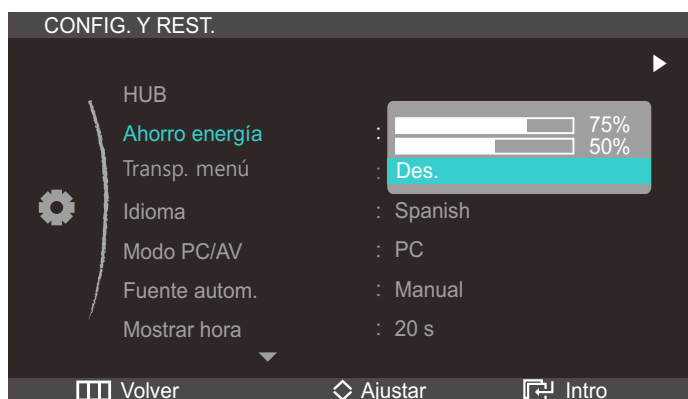 CONFIG. Y REST.
HUB
Ahorro energía : 75%
50%
Transp. menú : Des.
Idioma : Spanish
Modo PC/AV : PC
Fuente autom. : Manual
Mostrar hora : 20 s
Volver Ajustar Intro